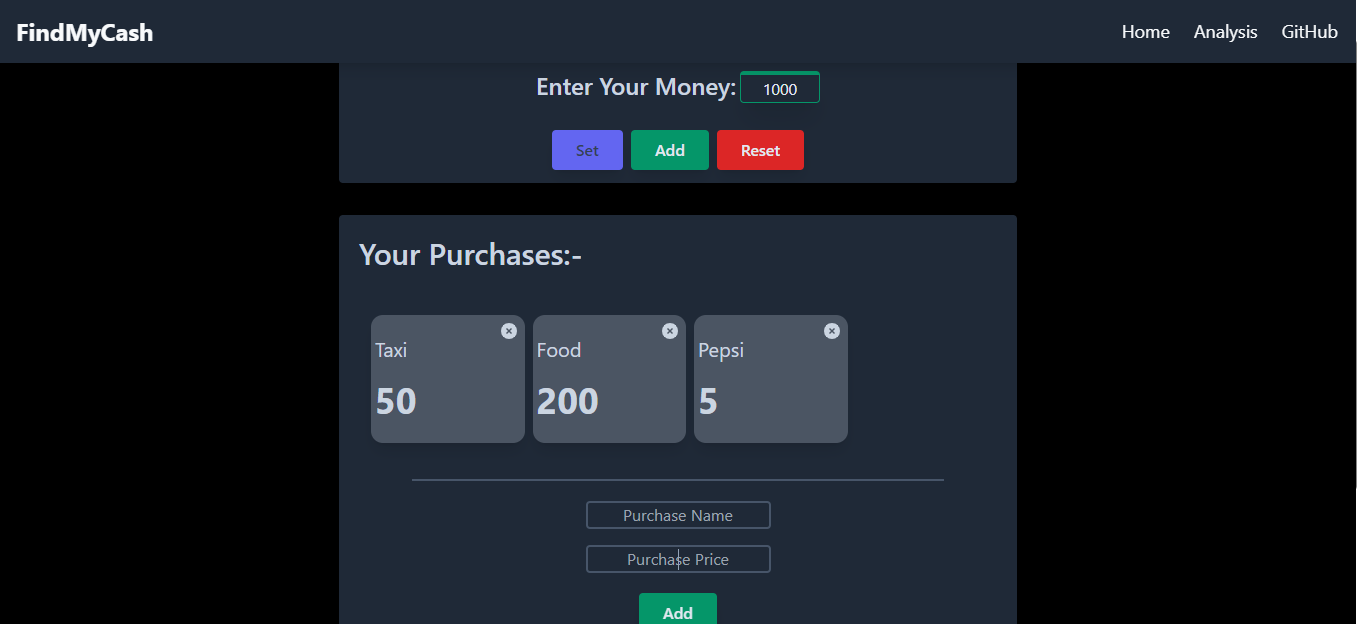 FindMyCash Home Analysis GitHub
Enter Your Money: 1000
Set Add Reset
Your Purchases:-
Taxi Food Pepsi
50 200 5
Purchase Name
Purchase Price
Add